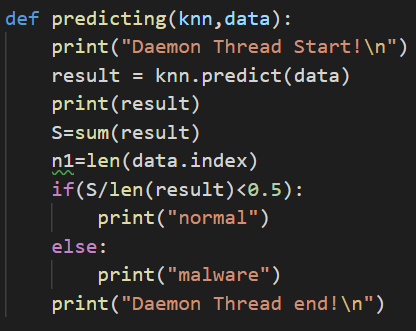 def predicting(knn,data):
    print("Daemon Thread Start!\n")
    result = knn.predict(data)
    print(result)
    S=sum(result)
    n1=len(data.index)
    if(S/len(result)<0.5):
        print("normal")
    else:
        print("malware")
    print("Daemon Thread end!\n")